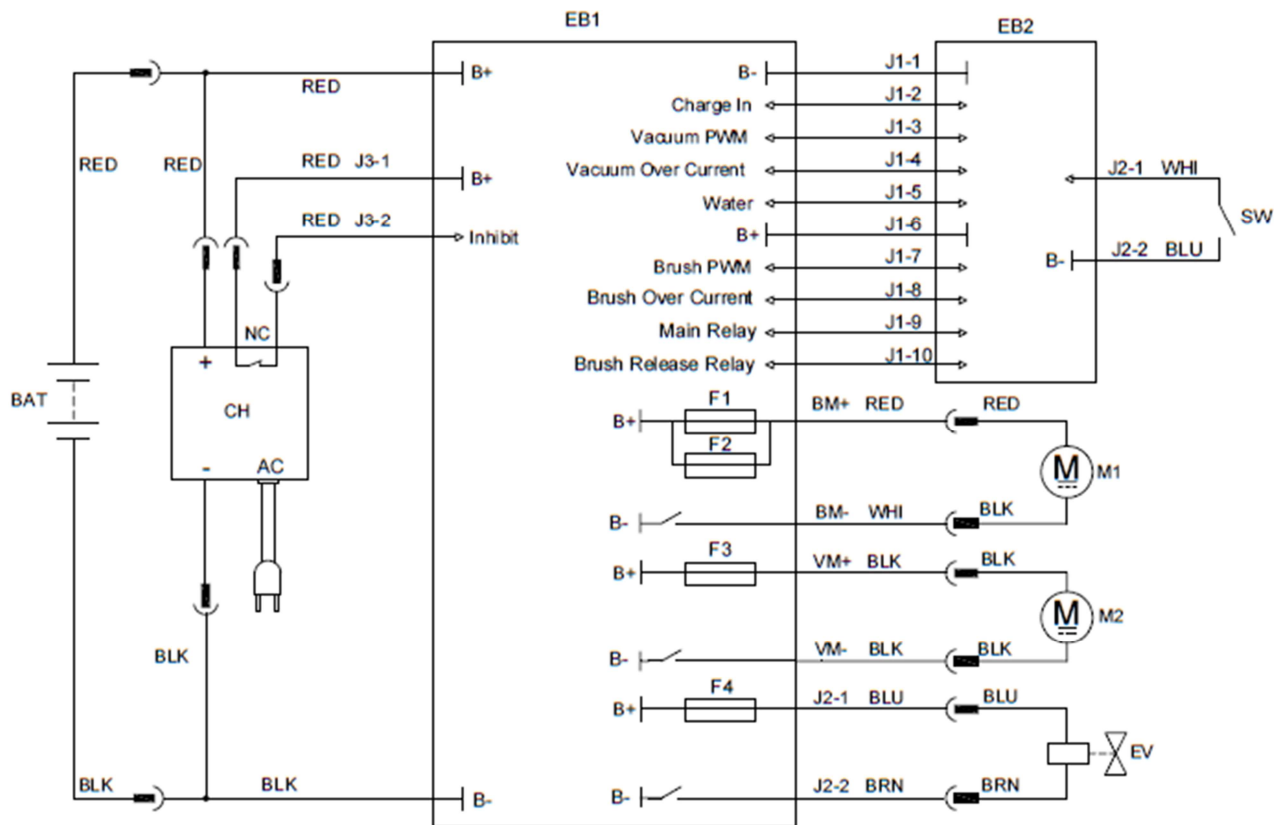 EB1
EB2
RED
B+
B-
J1-1
Charge In
J1-2
Vacuum PWM
J1-3
RED
RED
RED J3-1
B+
Vacuum Over Current
J1-4
J2-1 WHI
Water
J1-5
SW
RED J3-2
Inhibit
B+
J1-6
B-
J2-2 BLU
Brush PWM
J1-7
Brush Over Current
J1-8
NC
Main Relay
J1-9
+
Brush Release Relay
J1-10
BAT
CH
F1
BM+ RED
RED
B+
F2
-
AC
M
M1
B-
BM- WHI
BLK
F3
VM+ BLK
BLK
B+
M
M2
BLK
B-
VM- BLK
BLK
F4
J2-1 BLU
BLU
B+
EV
BLK
BLK
B-
B-
J2-2 BRN
BRN